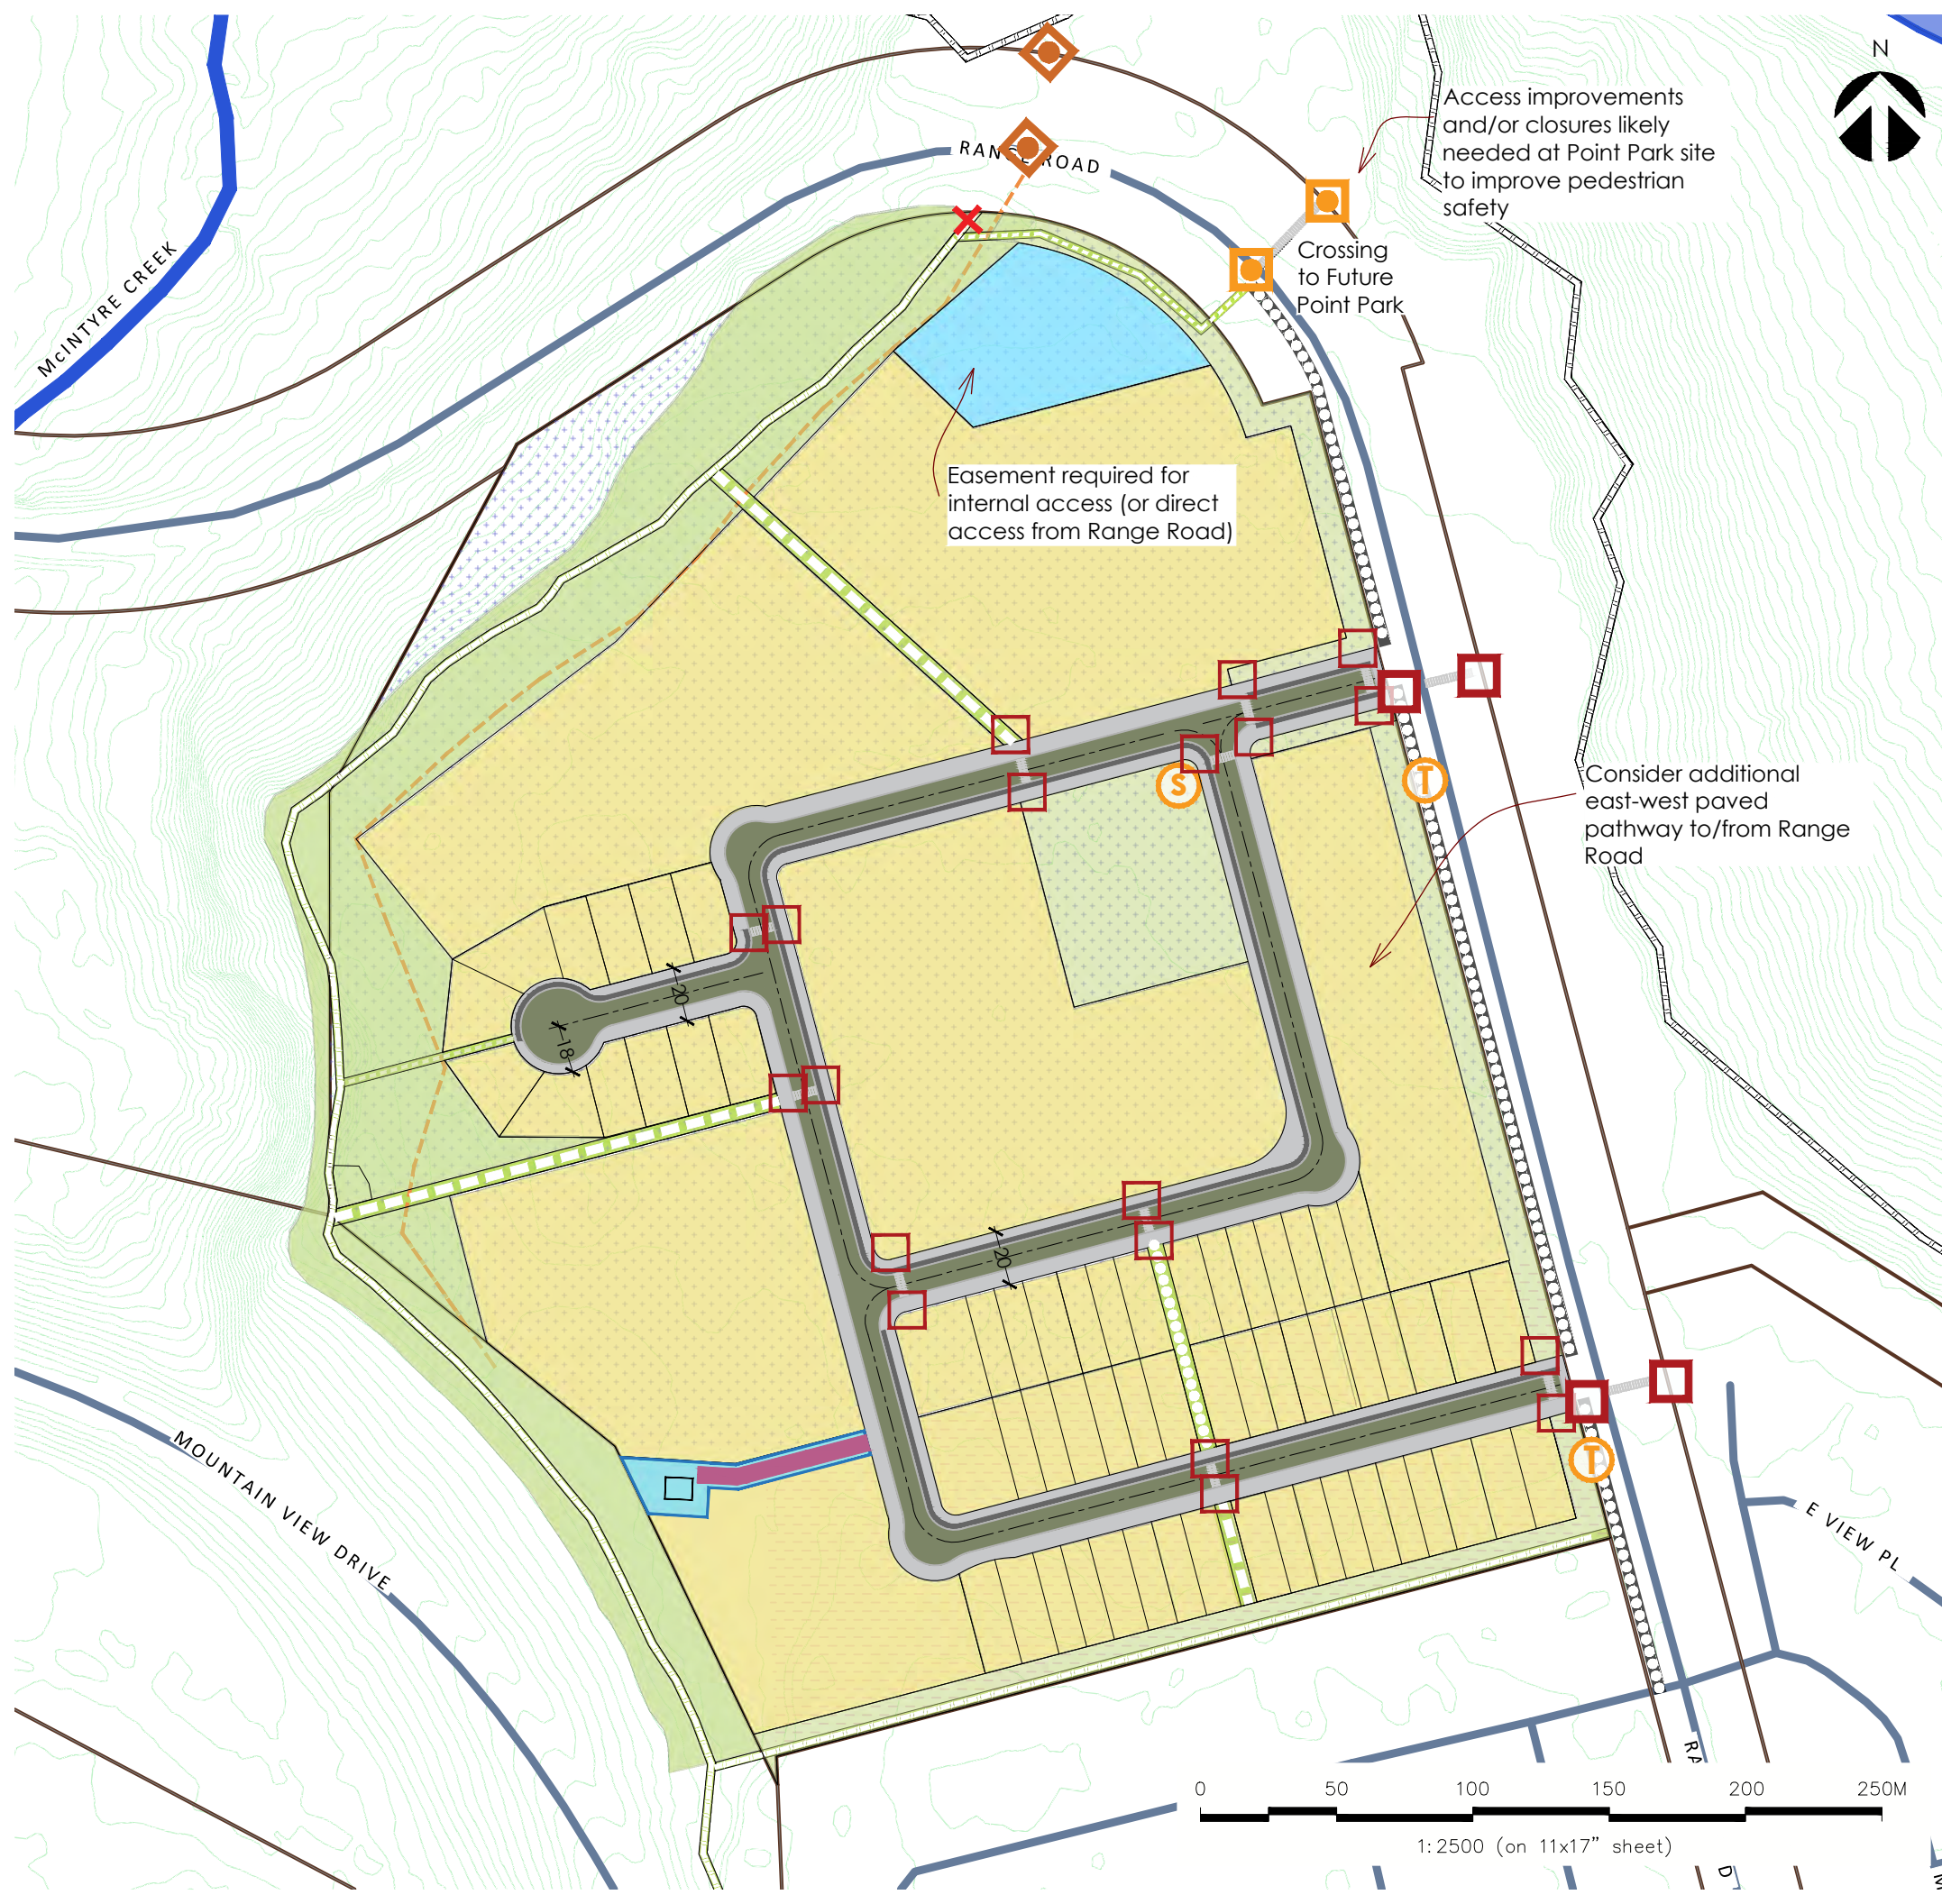 N
Access improvements
and/or closures likely
needed at Point Park site
to improve pedestrian
safety
RANGE ROAD
Crossing
to Future
Point Park
McINTYRE CREEK
Easement required for
internal access (or direct
access from Range Road)
S
T
Consider additional
east-west paved
pathway to/from Range
Road
20
18
20
T
MOUNTAIN VIEW DRIVE
E VIEW PL
RA
0 50 100 150 200 250M
1:2500 (on 11x17" sheet)
D